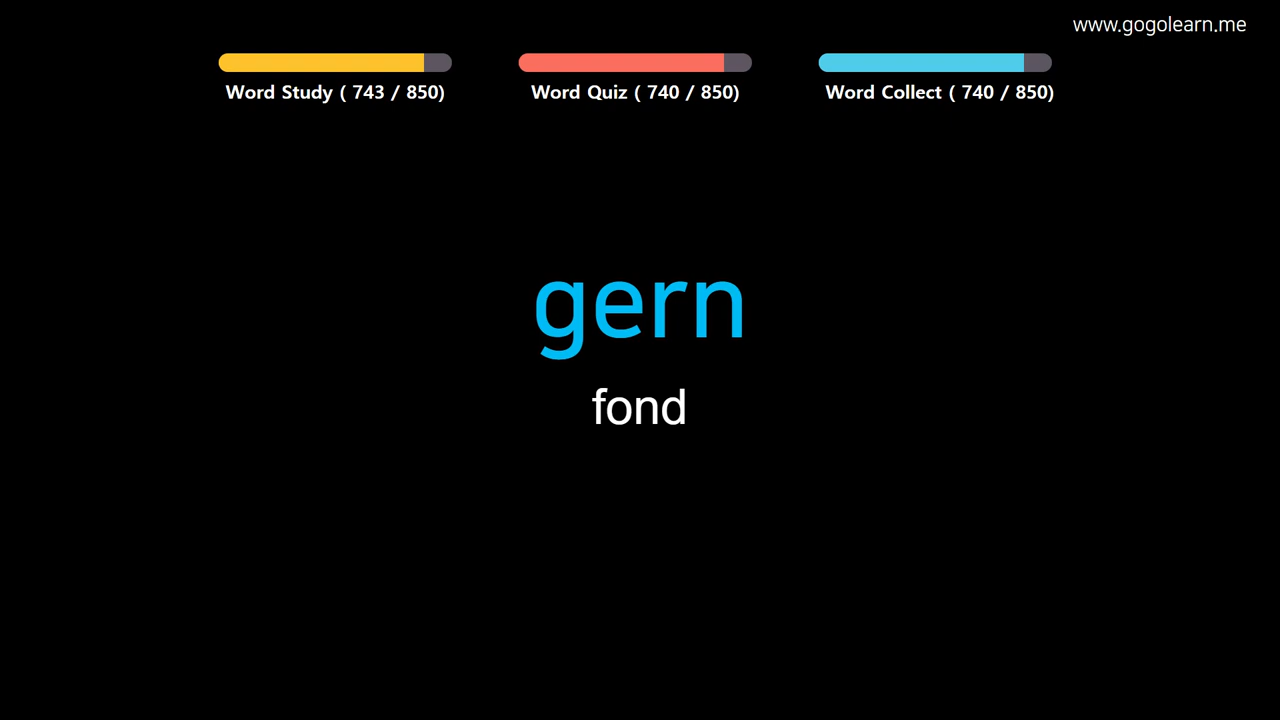 www.gogolearn.me
Word Study ( 743 / 850)
Word Quiz ( 740 / 850)
Word Collect ( 740 / 850)
gern
fond